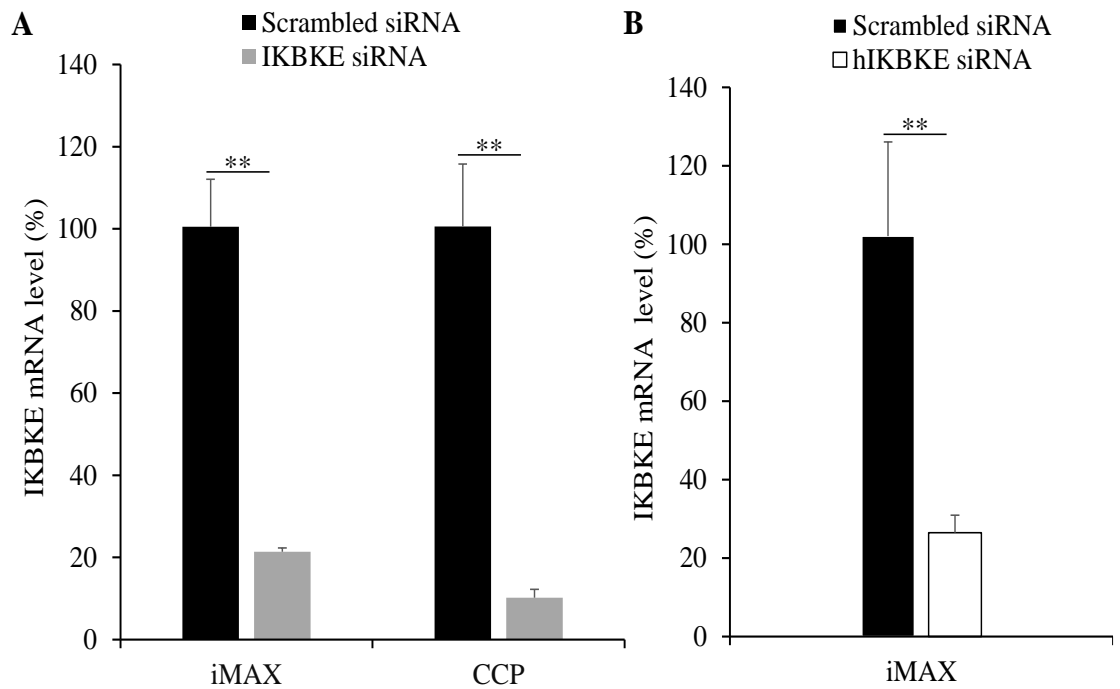 A
Scrambled siRNA
IKBKE siRNA
140
120
100
80
60
40
20
0
IKBKE mRNA level (%)
**
**
iMAX
CCP
B
Scrambled siRNA
hIKBKE siRNA
140
120
100
80
60
40
20
0
IKBKE mRNA level (%)
**
iMAX